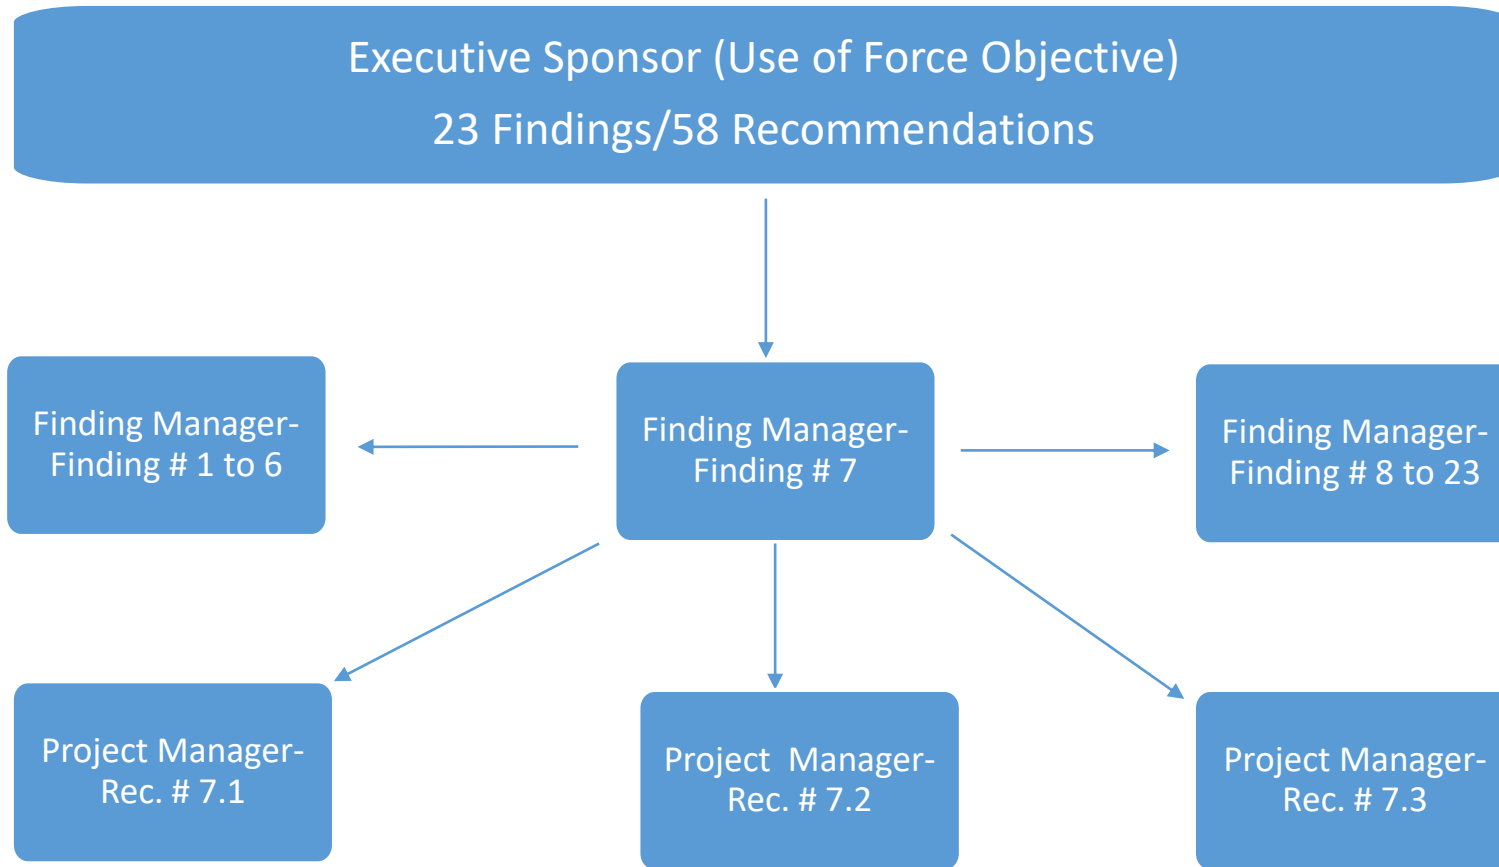 Executive Sponsor (Use of Force Objective)
23 Findings/58 Recommendations
Finding Manager-
Finding # 1 to 6
Finding Manager-
Finding # 7
Finding Manager-
Finding # 8 to 23
Project Manager-
Rec. # 7.1
Project  Manager-
Rec. # 7.2
Project Manager-
Rec. # 7.3